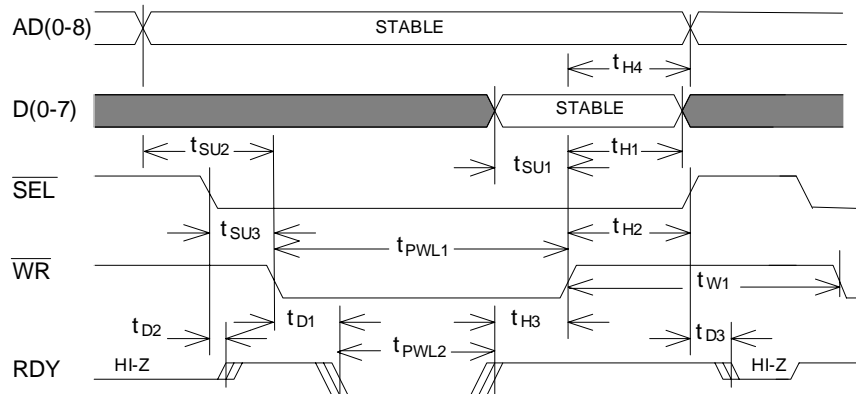 AD(0-8) STABLE
tH4
D(0-7) STABLE
tSU2 tSU1 tH1
SEL
tSU3 tPWL1 tH2
WR
tW1
tD2 tD1 tH3 tD3
tPWL2
RDY HI-Z HI-Z